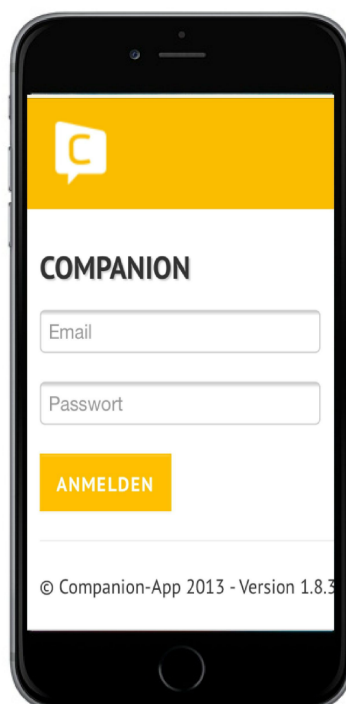 C
COMPANION
Email
Passwort
ANMELDEN
© Companion-App 2013 - Version 1.8.3